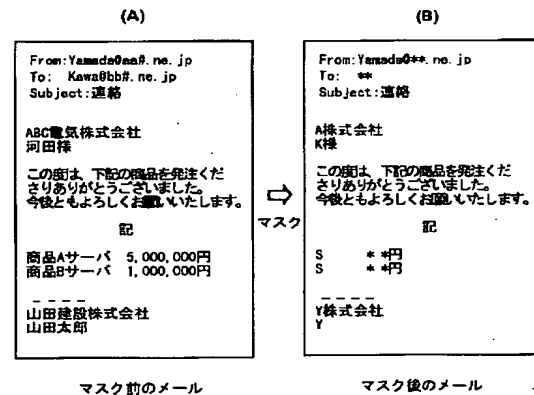 (A)
From:Yamada@aa#.ne.jp
To: Kawa@bb#.ne.jp
Subject:連絡
ABC電気株式会社
河田様
この度は、下記の商品を発注くだ
さりありがとうございました。
今後ともよろしくお願いいたします。
記
商品Aサーバ 5,000,000円
商品Bサーバ 1,000,000円
-----
山田建設株式会社
山田太郎
マスク前のメール
⇨
マスク
(B)
From:Yamada@**.ne.jp
To: **
Subject:連絡
A株式会社
K様
この度は、下記の商品を発注くだ
さりありがとうございました。
今後ともよろしくお願いいたします。
記
S **円
S **円
-----
Y株式会社
Y
マスク後のメール